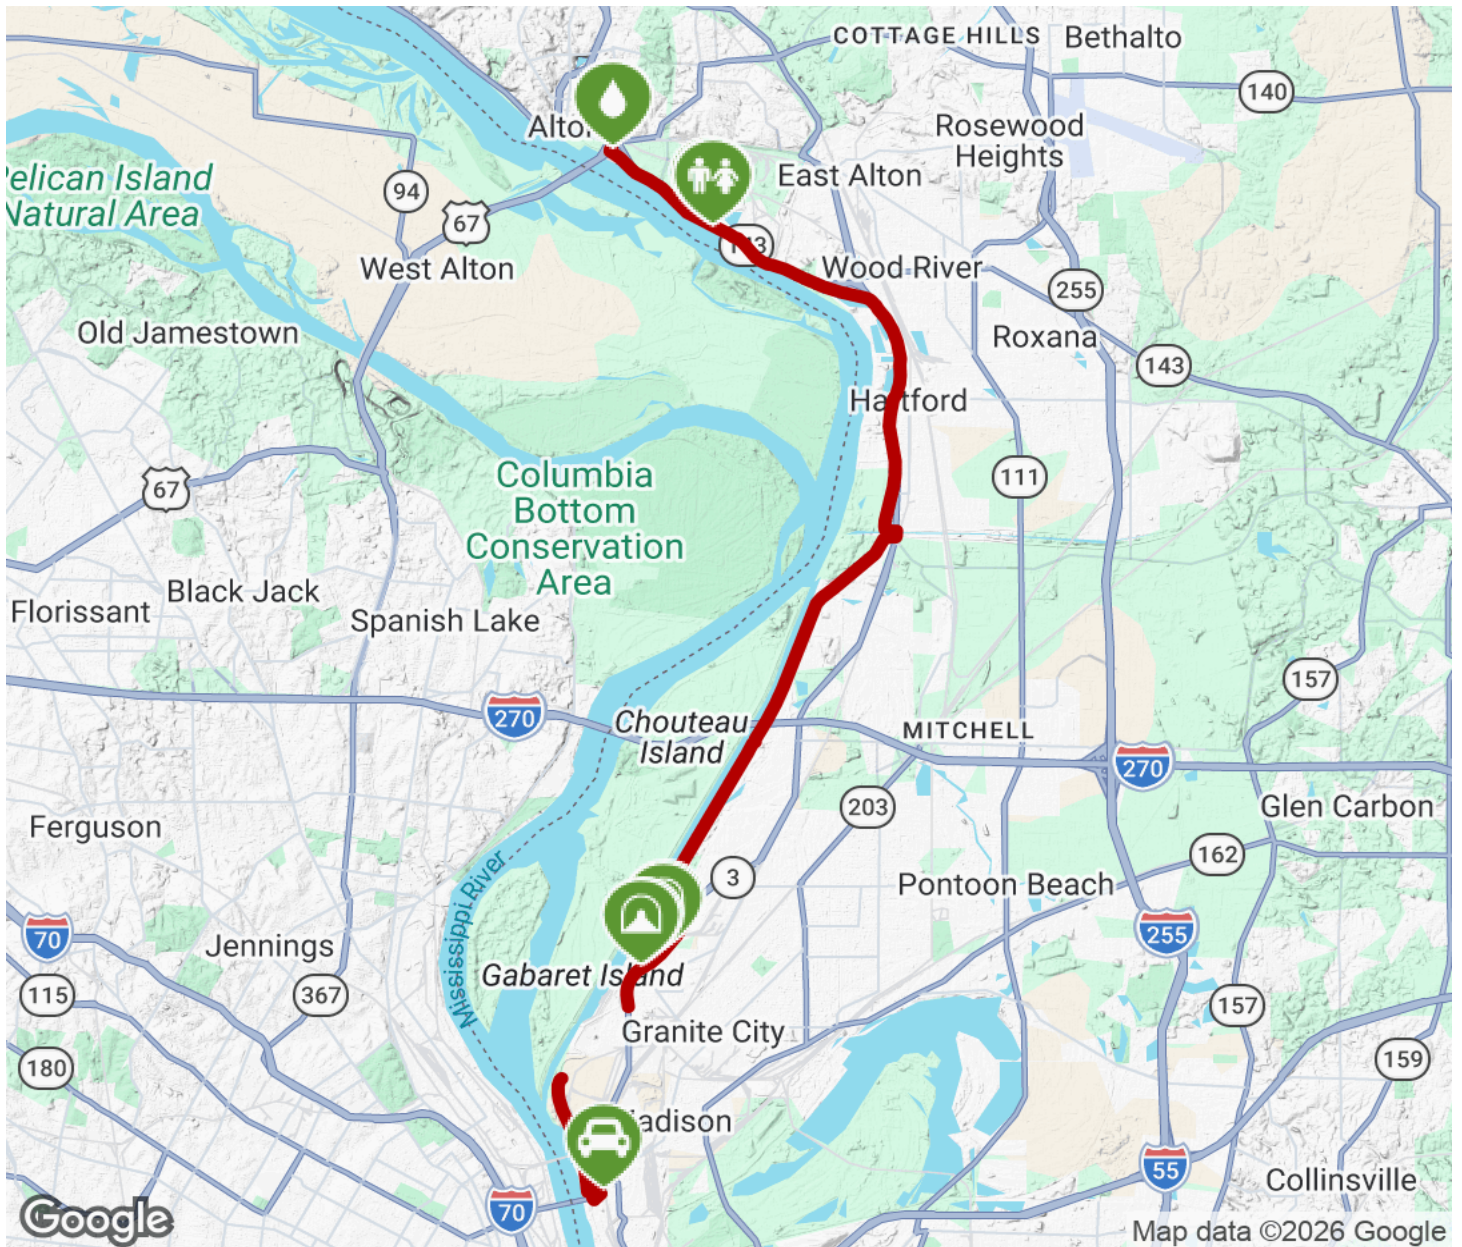 COTTAGE HILLS
Bethalto
140
Alton
Rosewood
Heights
East Alton
Pelican Island
Natural Area
94
67
143
West Alton
Wood River
255
Old Jamestown
Roxana
143
Hartford
Columbia
Bottom
Conservation
Area
67
111
Black Jack
Florissant
Spanish Lake
157
270
Chouteau
Island
MITCHELL
270
203
Glen Carbon
Ferguson
162
3
Pontoon Beach
Mississippi River
70
Jennings
255
Gabaret Island
115
367
157
Granite City
180
159
Madison
55
Collinsville
70
Google
Map data ©2026 Google